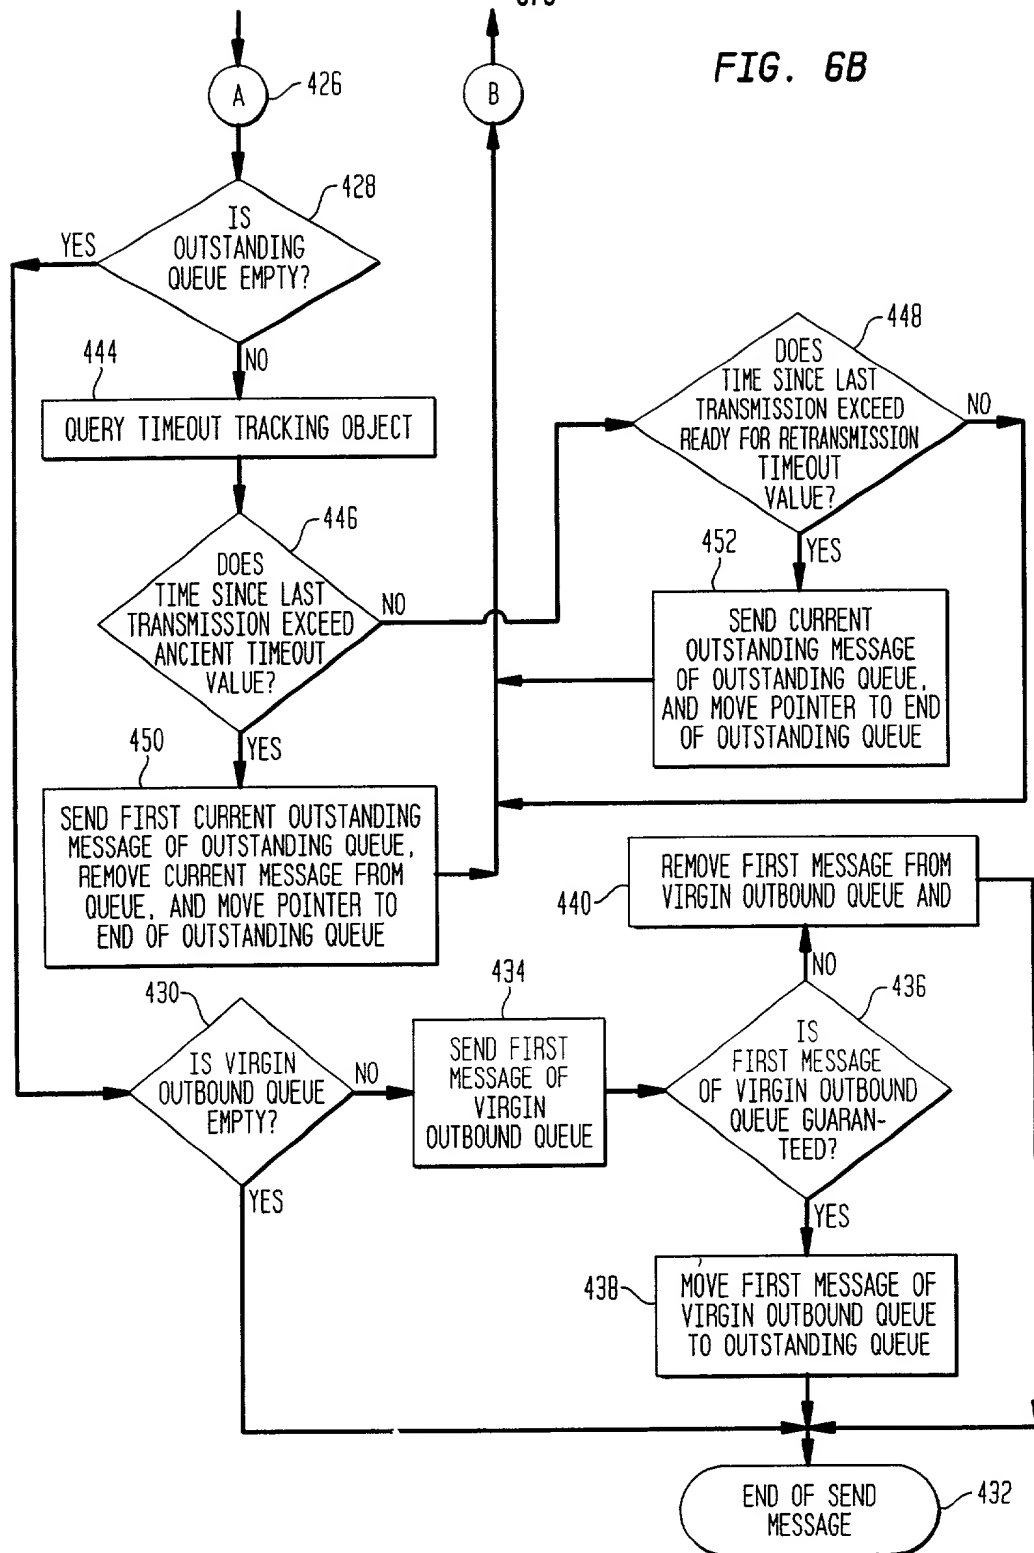 FIG. 6B
A
426
B
428
IS
OUTSTANDING
QUEUE EMPTY?
YES
NO
444
QUERY TIMEOUT TRACKING OBJECT
446
DOES
TIME SINCE LAST
TRANSMISSION EXCEED
ANCIENT TIMEOUT
VALUE?
NO
YES
448
DOES
TIME SINCE LAST
TRANSMISSION EXCEED
READY FOR RETRANSMISSION
TIMEOUT
VALUE?
NO
YES
452
SEND CURRENT
OUTSTANDING MESSAGE
OF OUTSTANDING QUEUE,
AND MOVE POINTER TO END
OF OUTSTANDING QUEUE
450
SEND FIRST CURRENT OUTSTANDING
MESSAGE OF OUTSTANDING QUEUE,
REMOVE CURRENT MESSAGE FROM
QUEUE, AND MOVE POINTER TO
END OF OUTSTANDING QUEUE
440
REMOVE FIRST MESSAGE FROM
VIRGIN OUTBOUND QUEUE AND
430
IS VIRGIN
OUTBOUND QUEUE
EMPTY?
NO
YES
434
SEND FIRST
MESSAGE OF
VIRGIN
OUTBOUND QUEUE
NO
436
IS
FIRST MESSAGE
OF VIRGIN OUTBOUND
QUEUE GUARAN-
TEED?
YES
438
MOVE FIRST MESSAGE OF
VIRGIN OUTBOUND QUEUE
TO OUTSTANDING QUEUE
END OF SEND
MESSAGE
432